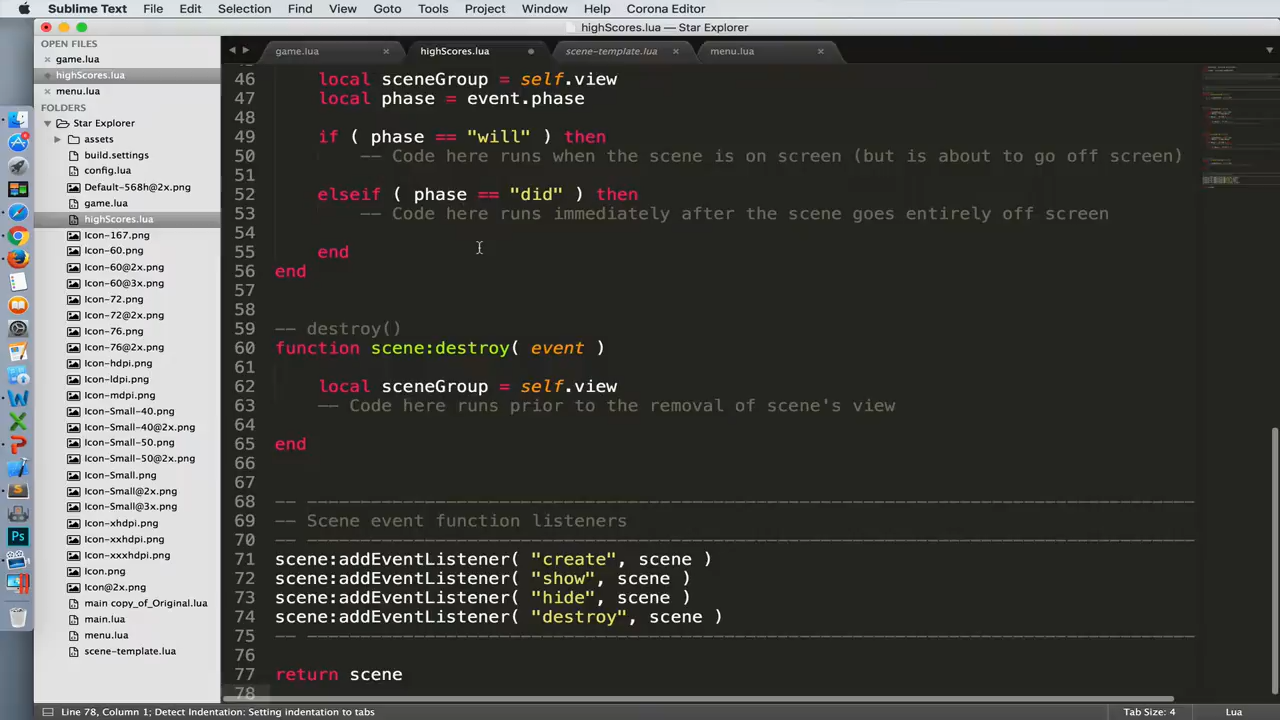 Sublime Text File Edit Selection Find View Goto Tools Project Window Help Corona Editor
highScores.lua — Star Explorer
OPEN FILES
game.lua
highScores.lua
menu.lua
FOLDERS
Star Explorer
assets
build.settings
config.lua
Default-568h@2x.png
game.lua
highScores.lua
Icon-167.png
Icon-60.png
Icon-60@2x.png
Icon-60@3x.png
Icon-72.png
Icon-72@2x.png
Icon-76.png
Icon-76@2x.png
Icon-hdpi.png
Icon-ldpi.png
Icon-mdpi.png
Icon-Small-40.png
Icon-Small-40@2x.png
Icon-Small-50.png
Icon-Small-50@2x.png
Icon-Small.png
Icon-Small@2x.png
Icon-Small@3x.png
Icon-xhdpi.png
Icon-xxhdpi.png
Icon-xxxhdpi.png
Icon.png
Icon@2x.png
main copy_of_Original.lua
main.lua
menu.lua
scene-template.lua
game.lua highScores.lua scene-template.lua menu.lua
46 local sceneGroup = self.view
47 local phase = event.phase
48
49 if ( phase == "will" ) then
50 -- Code here runs when the scene is on screen (but is about to go off screen)
51
52 elseif ( phase == "did" ) then
53 -- Code here runs immediately after the scene goes entirely off screen
54
55 end
56 end
57
58
59 -- destroy()
60 function scene:destroy( event )
61
62 local sceneGroup = self.view
63 -- Code here runs prior to the removal of scene's view
64
65 end
66
67
68 -- -----------------------------------------------------------------------------------
69 -- Scene event function listeners
70 -- -----------------------------------------------------------------------------------
71 scene:addEventListener( "create", scene )
72 scene:addEventListener( "show", scene )
73 scene:addEventListener( "hide", scene )
74 scene:addEventListener( "destroy", scene )
75 -- -----------------------------------------------------------------------------------
76
77 return scene
78
Line 78, Column 1; Detect Indentation: Setting indentation to tabs Tab Size: 4 Lua